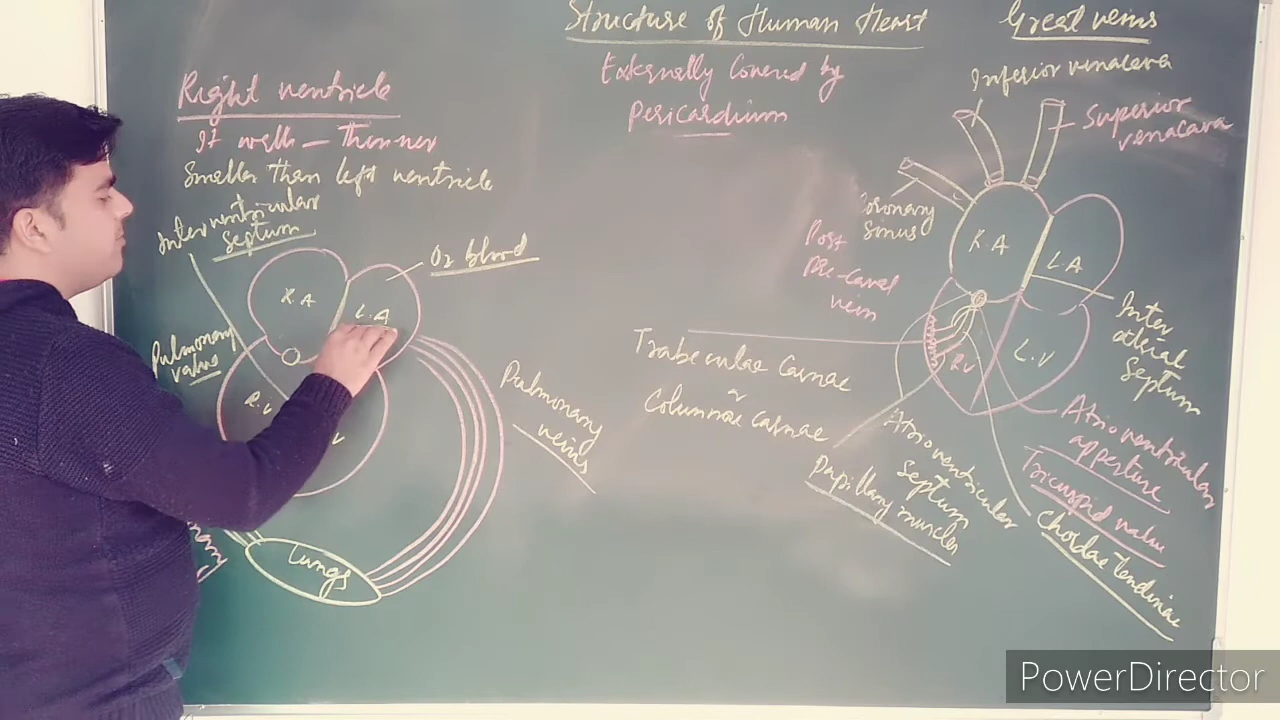 Structure of Human Heart
Externally Covered by
Pericardium
Great veins
Inferior venacava
Superior
venacava
Right ventricle
It walls – Thinner
Smaller than left ventricle
Interventricular
Septum
O2 blood
R.A
L.A
Pulmonary
valve
R.V
V
Pulmonary
veins
Lungs
Coronary
Sinus
Post
Pre-caval
vein
R.A
L.A
Inter
atrial
Septum
L.V
RV
Trabeculae Carnae
or
Columnae carnae
Papillary muscles
Atrioventricular
Septum
Atrioventricular
apperture
Tricuspid valve
Chordae tendinae
PowerDirector